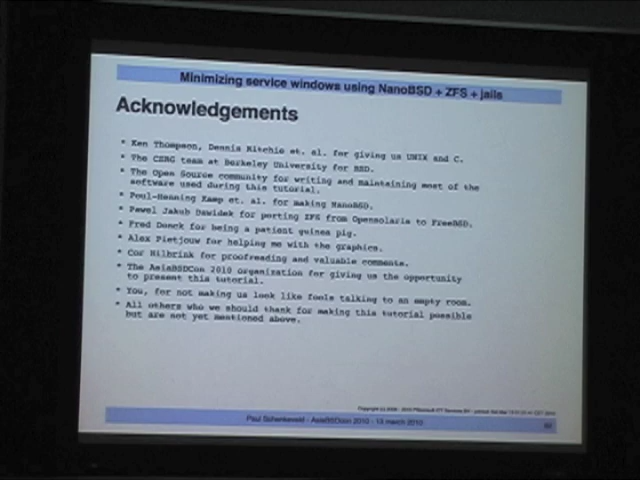 Minimizing service windows using NanoBSD + ZFS + jails
Acknowledgements
* Ken Thompson, Dennis Ritchie et. al. for giving us UNIX and C.
* The CSRG team at Berkeley University for BSD.
* The Open Source community for writing and maintaining most of the
software used during this tutorial.
* Poul-Henning Kamp et. al. for making NanoBSD.
* Pawel Jakub Dawidek for porting ZFS from Opensolaris to FreeBSD.
* Fred Donck for being a patient guinea pig.
* Alex Pietjouw for helping me with the graphics.
* Cor Hilbrink for proofreading and valuable comments.
* The AsiaBSDCon 2010 organization for giving us the opportunity
to present this tutorial.
* You, for not making us look like fools talking to an empty room.
* All others who we should thank for making this tutorial possible
but are not yet mentioned above.
Paul Schenkeveld - AsiaBSDcon 2010 - 13 march 2010